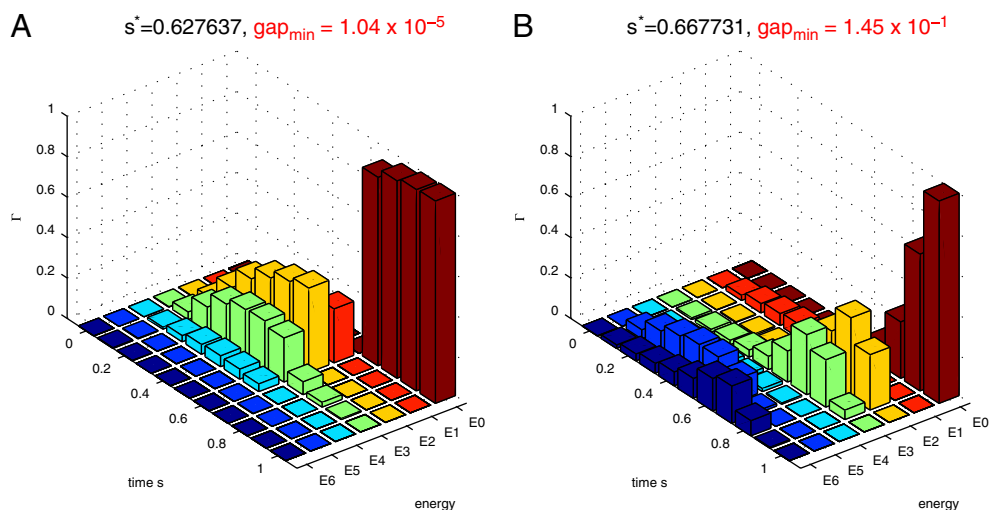 A
s*=0.627637, gap_min = 1.04 x 10^–5
1
0.8
0.6
0.4
0.2
0
Γ
0
0.2
0.4
0.6
0.8
1
time s
E6
E5
E4
E3
E2
E1
E0
energy
B
s*=0.667731, gap_min = 1.45 x 10^–1
1
0.8
0.6
0.4
0.2
0
Γ
0
0.2
0.4
0.6
0.8
1
time s
E6
E5
E4
E3
E2
E1
E0
energy